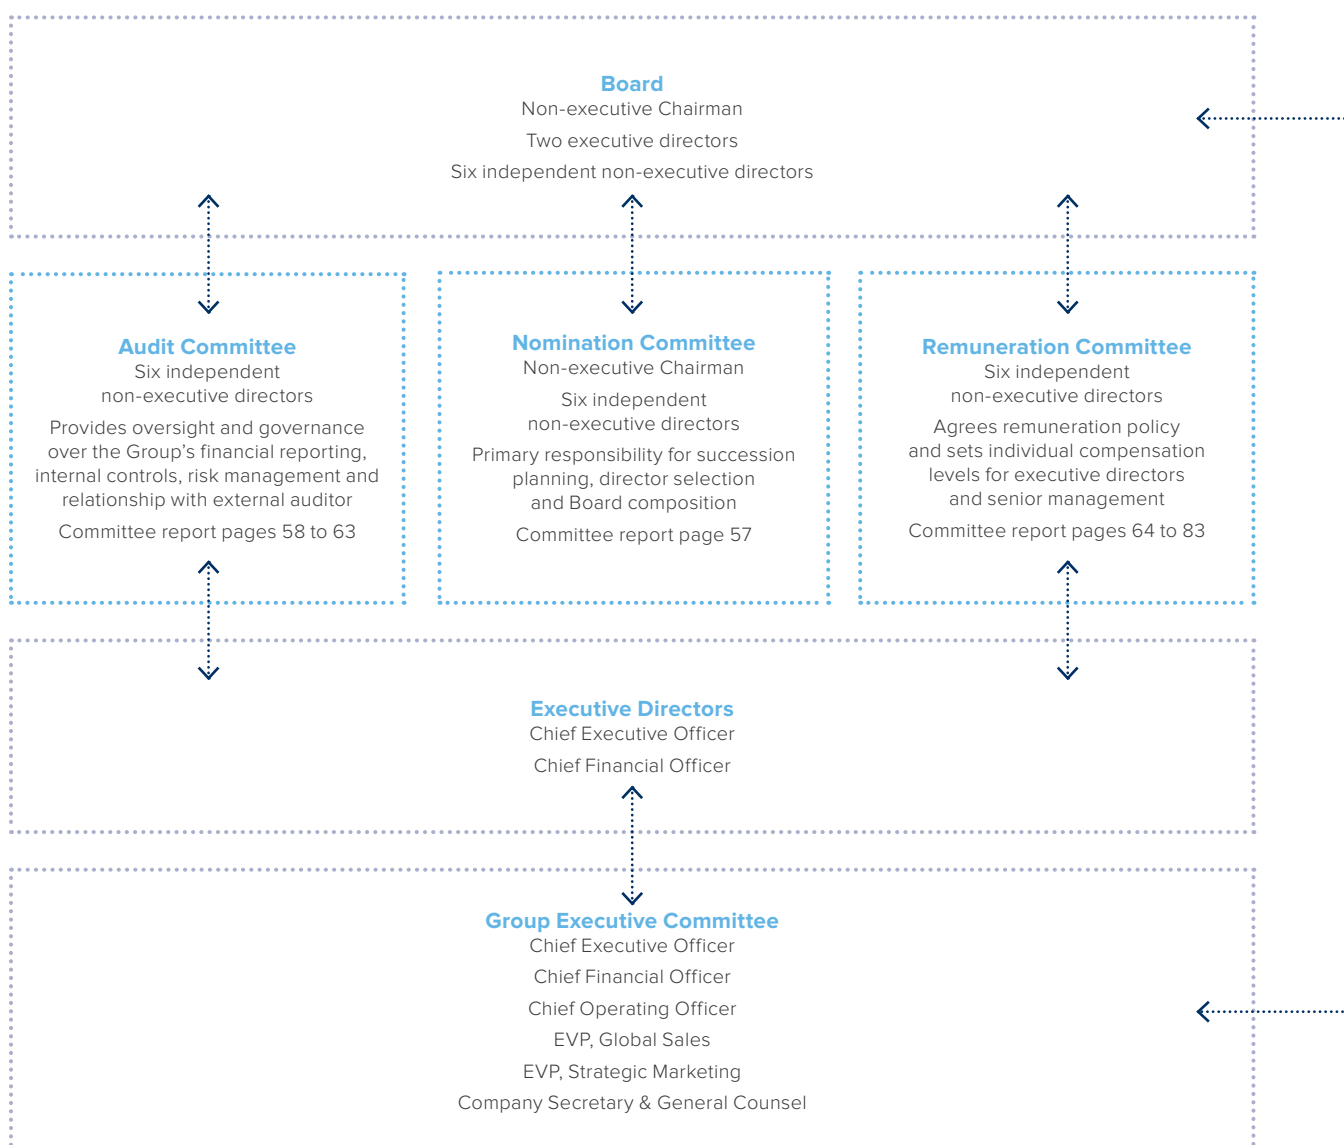 Board
Non-executive Chairman
Two executive directors
Six independent non-executive directors
Audit Committee
Six independent
non-executive directors
Provides oversight and governance
over the Group’s financial reporting,
internal controls, risk management and
relationship with external auditor
Committee report pages 58 to 63
Nomination Committee
Non-executive Chairman
Six independent
non-executive directors
Primary responsibility for succession
planning, director selection
and Board composition
Committee report page 57
Remuneration Committee
Six independent
non-executive directors
Agrees remuneration policy
and sets individual compensation
levels for executive directors
and senior management
Committee report pages 64 to 83
Executive Directors
Chief Executive Officer
Chief Financial Officer
Group Executive Committee
Chief Executive Officer
Chief Financial Officer
Chief Operating Officer
EVP, Global Sales
EVP, Strategic Marketing
Company Secretary & General Counsel